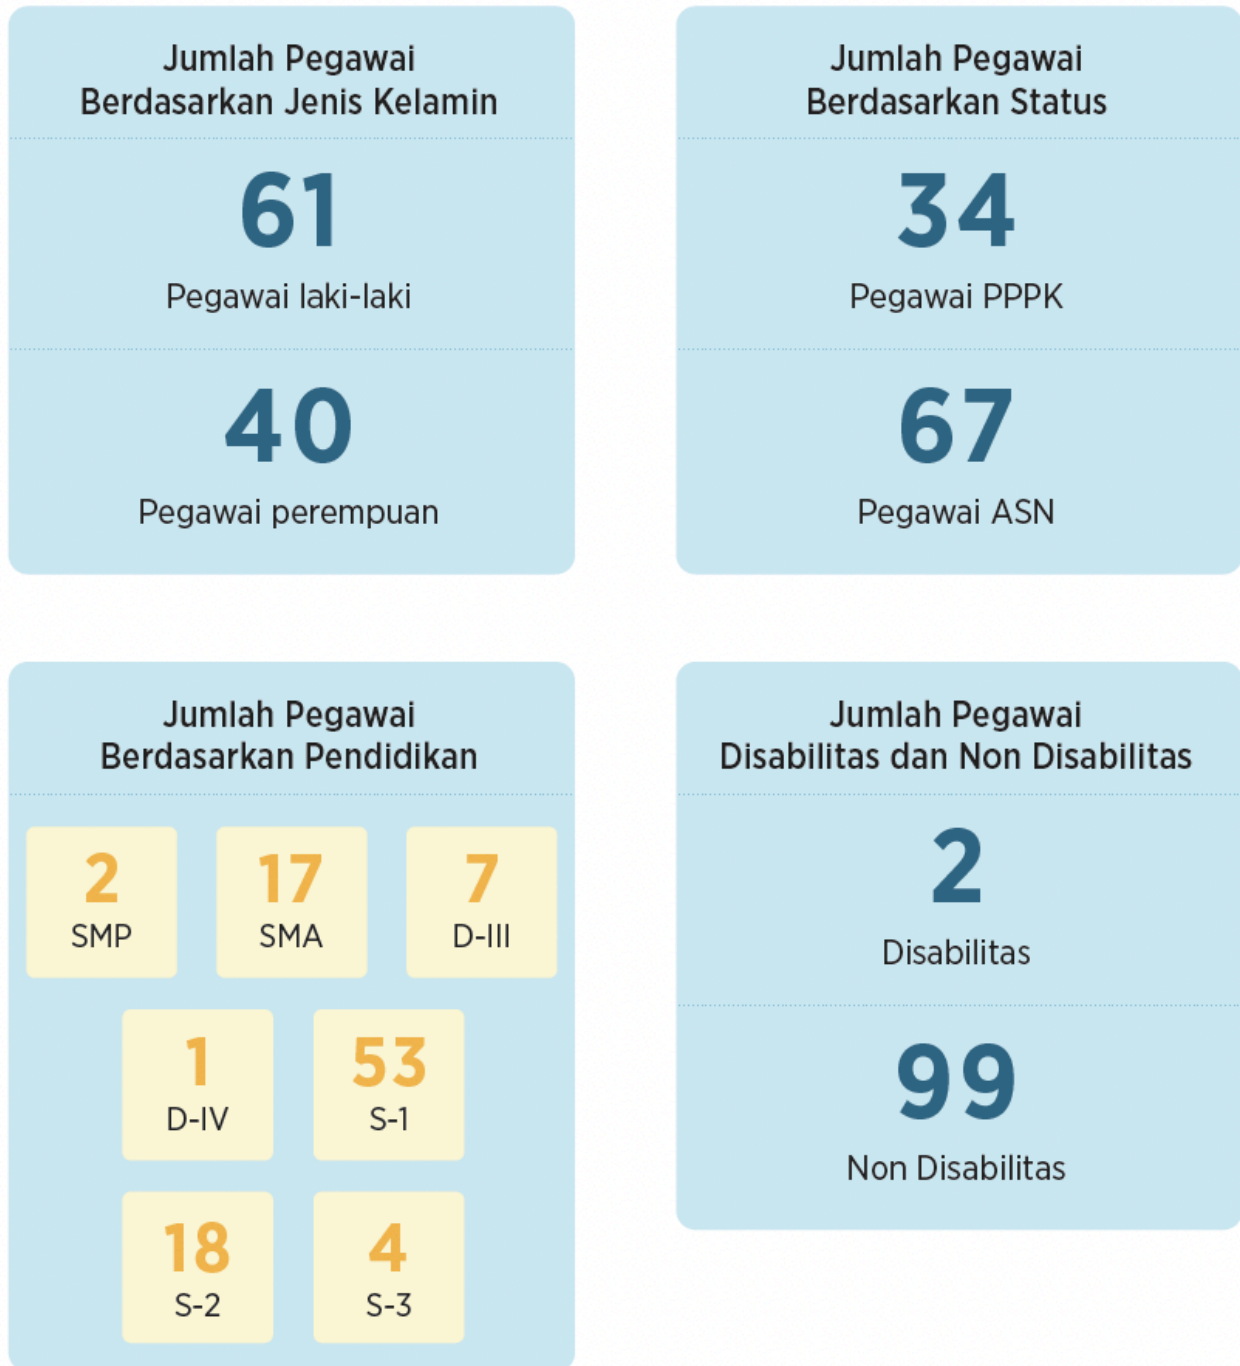 Jumlah Pegawai
Berdasarkan Jenis Kelamin
61
Pegawai laki-laki
40
Pegawai perempuan
Jumlah Pegawai
Berdasarkan Status
34
Pegawai PPPK
67
Pegawai ASN
Jumlah Pegawai
Berdasarkan Pendidikan
2
SMP
17
SMA
7
D-III
1
D-IV
53
S-1
18
S-2
4
S-3
Jumlah Pegawai
Disabilitas dan Non Disabilitas
2
Disabilitas
99
Non Disabilitas